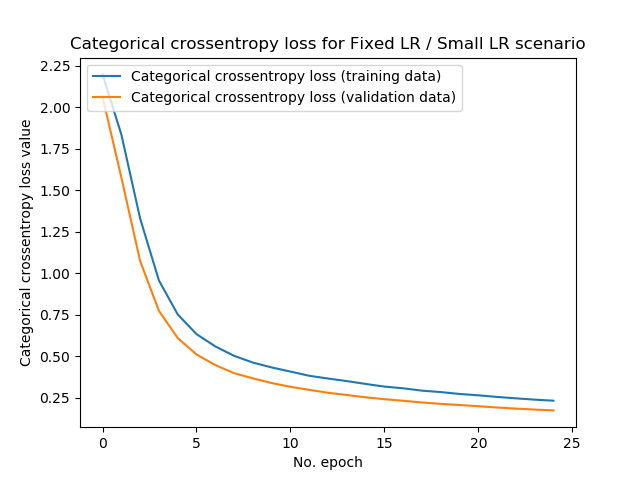 Categorical crossentropy loss for Fixed LR / Small LR scenario
Categorical crossentropy loss (training data)
Categorical crossentropy loss (validation data)
Categorical crossentropy loss value
2.25
2.00
1.75
1.50
1.25
1.00
0.75
0.50
0.25
0 5 10 15 20 25
No. epoch